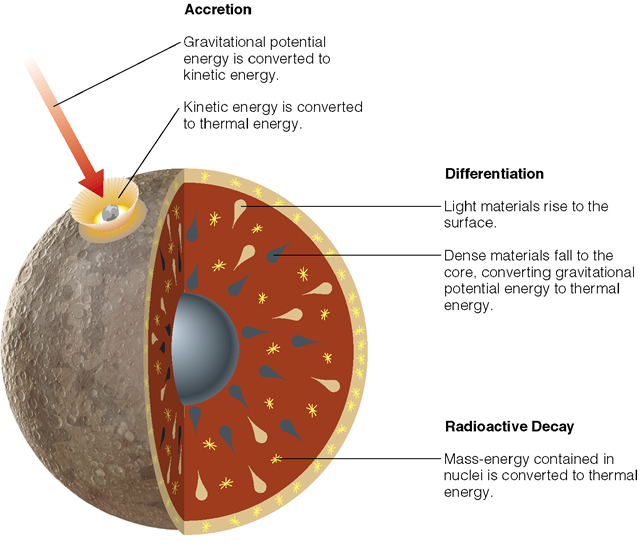 Accretion
Gravitational potential
energy is converted to
kinetic energy.
Kinetic energy is converted
to thermal energy.
Differentiation
Light materials rise to the
surface.
Dense materials fall to the
core, converting gravitational
potential energy to thermal
energy.
Radioactive Decay
Mass-energy contained in
nuclei is converted to thermal
energy.